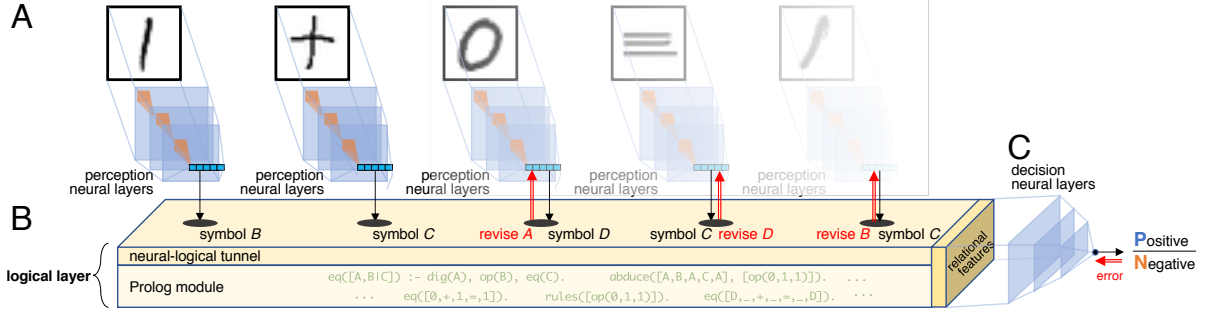 A
1
+
0
=
1
perception
neural layers
perception
neural layers
perception
neural layers
perception
neural layers
perception
neural layers
C
decision
neural layers
B
symbol B
symbol C
revise A
symbol D
symbol C
revise D
revise B
symbol C
logical layer
neural-logical tunnel
Prolog module
eq([A,B|C]) :- dig(A), op(B), eq(C). abduce([A,B,A,C,A], [op(0,1,1)]). ...
... eq([0,+,1,=,1]). rules([op(0,1,1)]). eq([D,_,+,_,=,_,D]). ...
relational
features
Positive
Negative
error